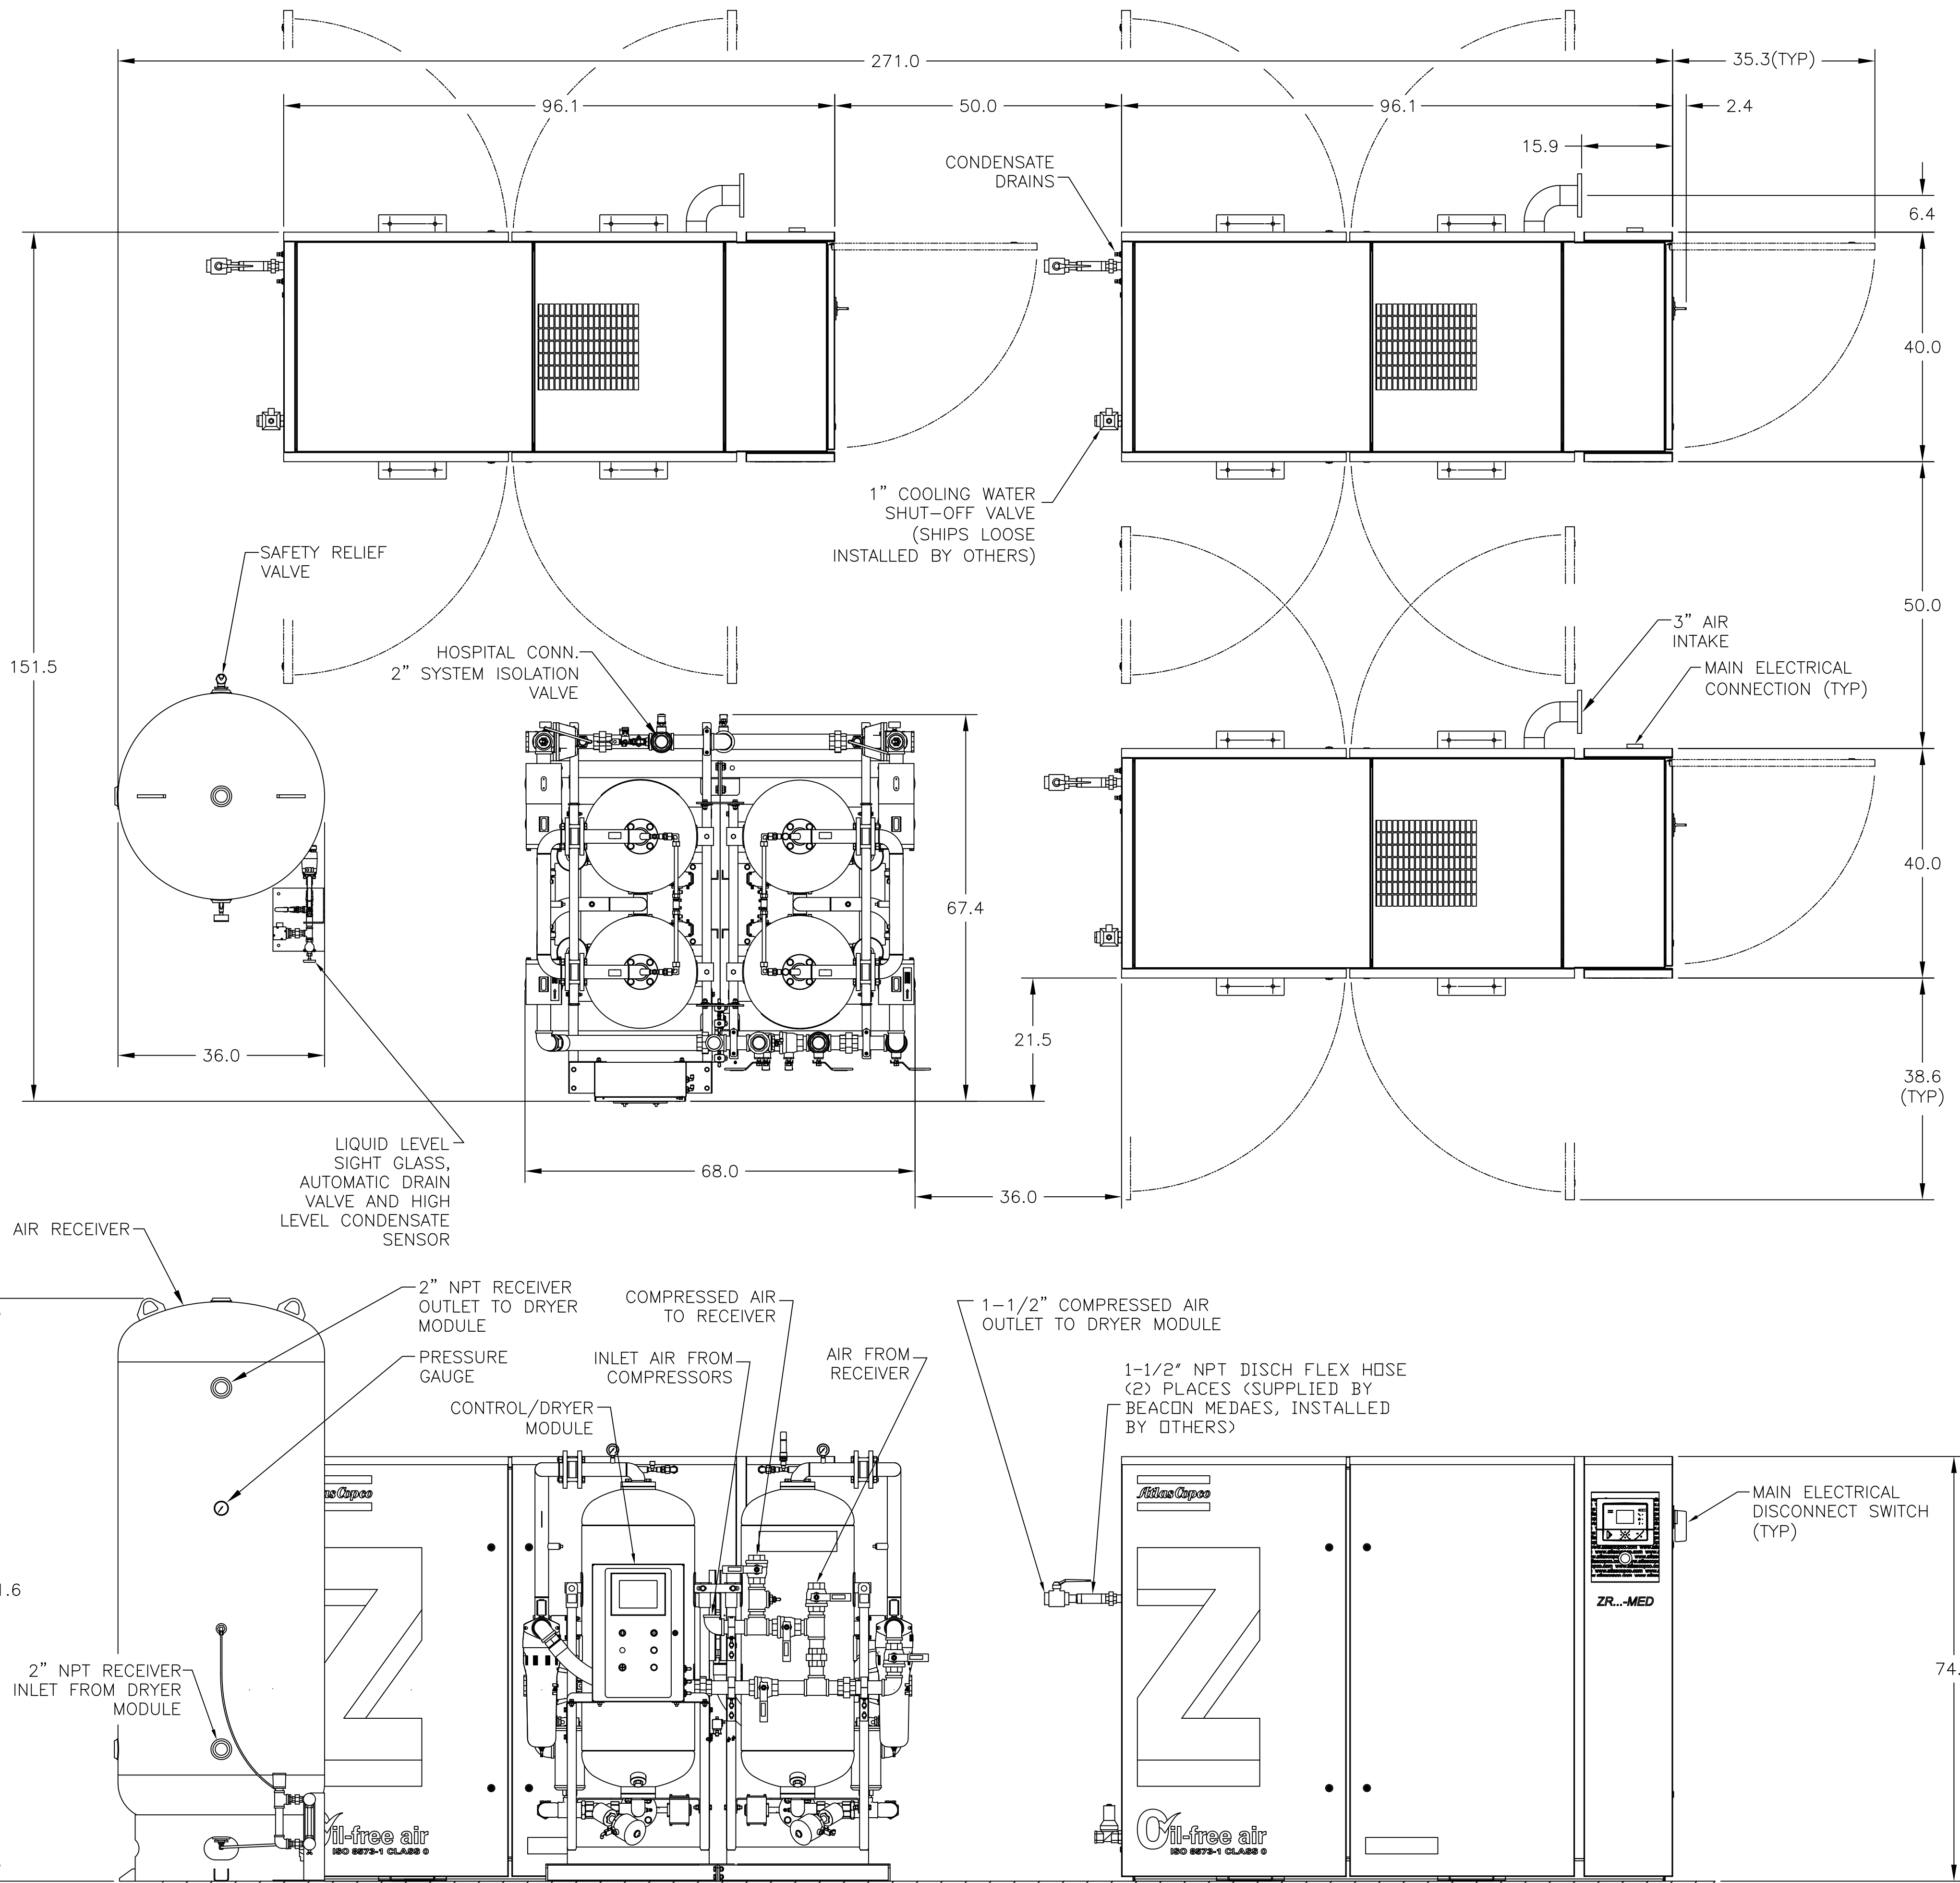 271.0
35.3(TYP)
96.1
50.0
96.1
2.4
15.9
CONDENSATE
DRAINS
6.4
40.0
1” COOLING WATER
SHUT-OFF VALVE
(SHIPS LOOSE
INSTALLED BY OTHERS)
SAFETY RELIEF
VALVE
50.0
3” AIR
INTAKE
HOSPITAL CONN.
2” SYSTEM ISOLATION
VALVE
151.5
MAIN ELECTRICAL
CONNECTION (TYP)
40.0
67.4
21.5
36.0
38.6
(TYP)
LIQUID LEVEL
SIGHT GLASS,
AUTOMATIC DRAIN
VALVE AND HIGH
LEVEL CONDENSATE
SENSOR
68.0
36.0
AIR RECEIVER
2” NPT RECEIVER
OUTLET TO DRYER
MODULE
COMPRESSED AIR
TO RECEIVER
1-1/2” COMPRESSED AIR
OUTLET TO DRYER MODULE
PRESSURE
GAUGE
INLET AIR FROM
COMPRESSORS
AIR FROM
RECEIVER
1-1/2" NPT DISCH FLEX HOSE
(2) PLACES (SUPPLIED BY
BEACON MEDAES, INSTALLED
BY OTHERS)
CONTROL/DRYER
MODULE
as Copco
Atlas Copco
MAIN ELECTRICAL
DISCONNECT SWITCH
(TYP)
1.6
ZR...-MED
2” NPT RECEIVER
INLET FROM DRYER
MODULE
74.
il-free air
ISO 8573-1 CLASS 0
Oil-free air
ISO 8573-1 CLASS 0